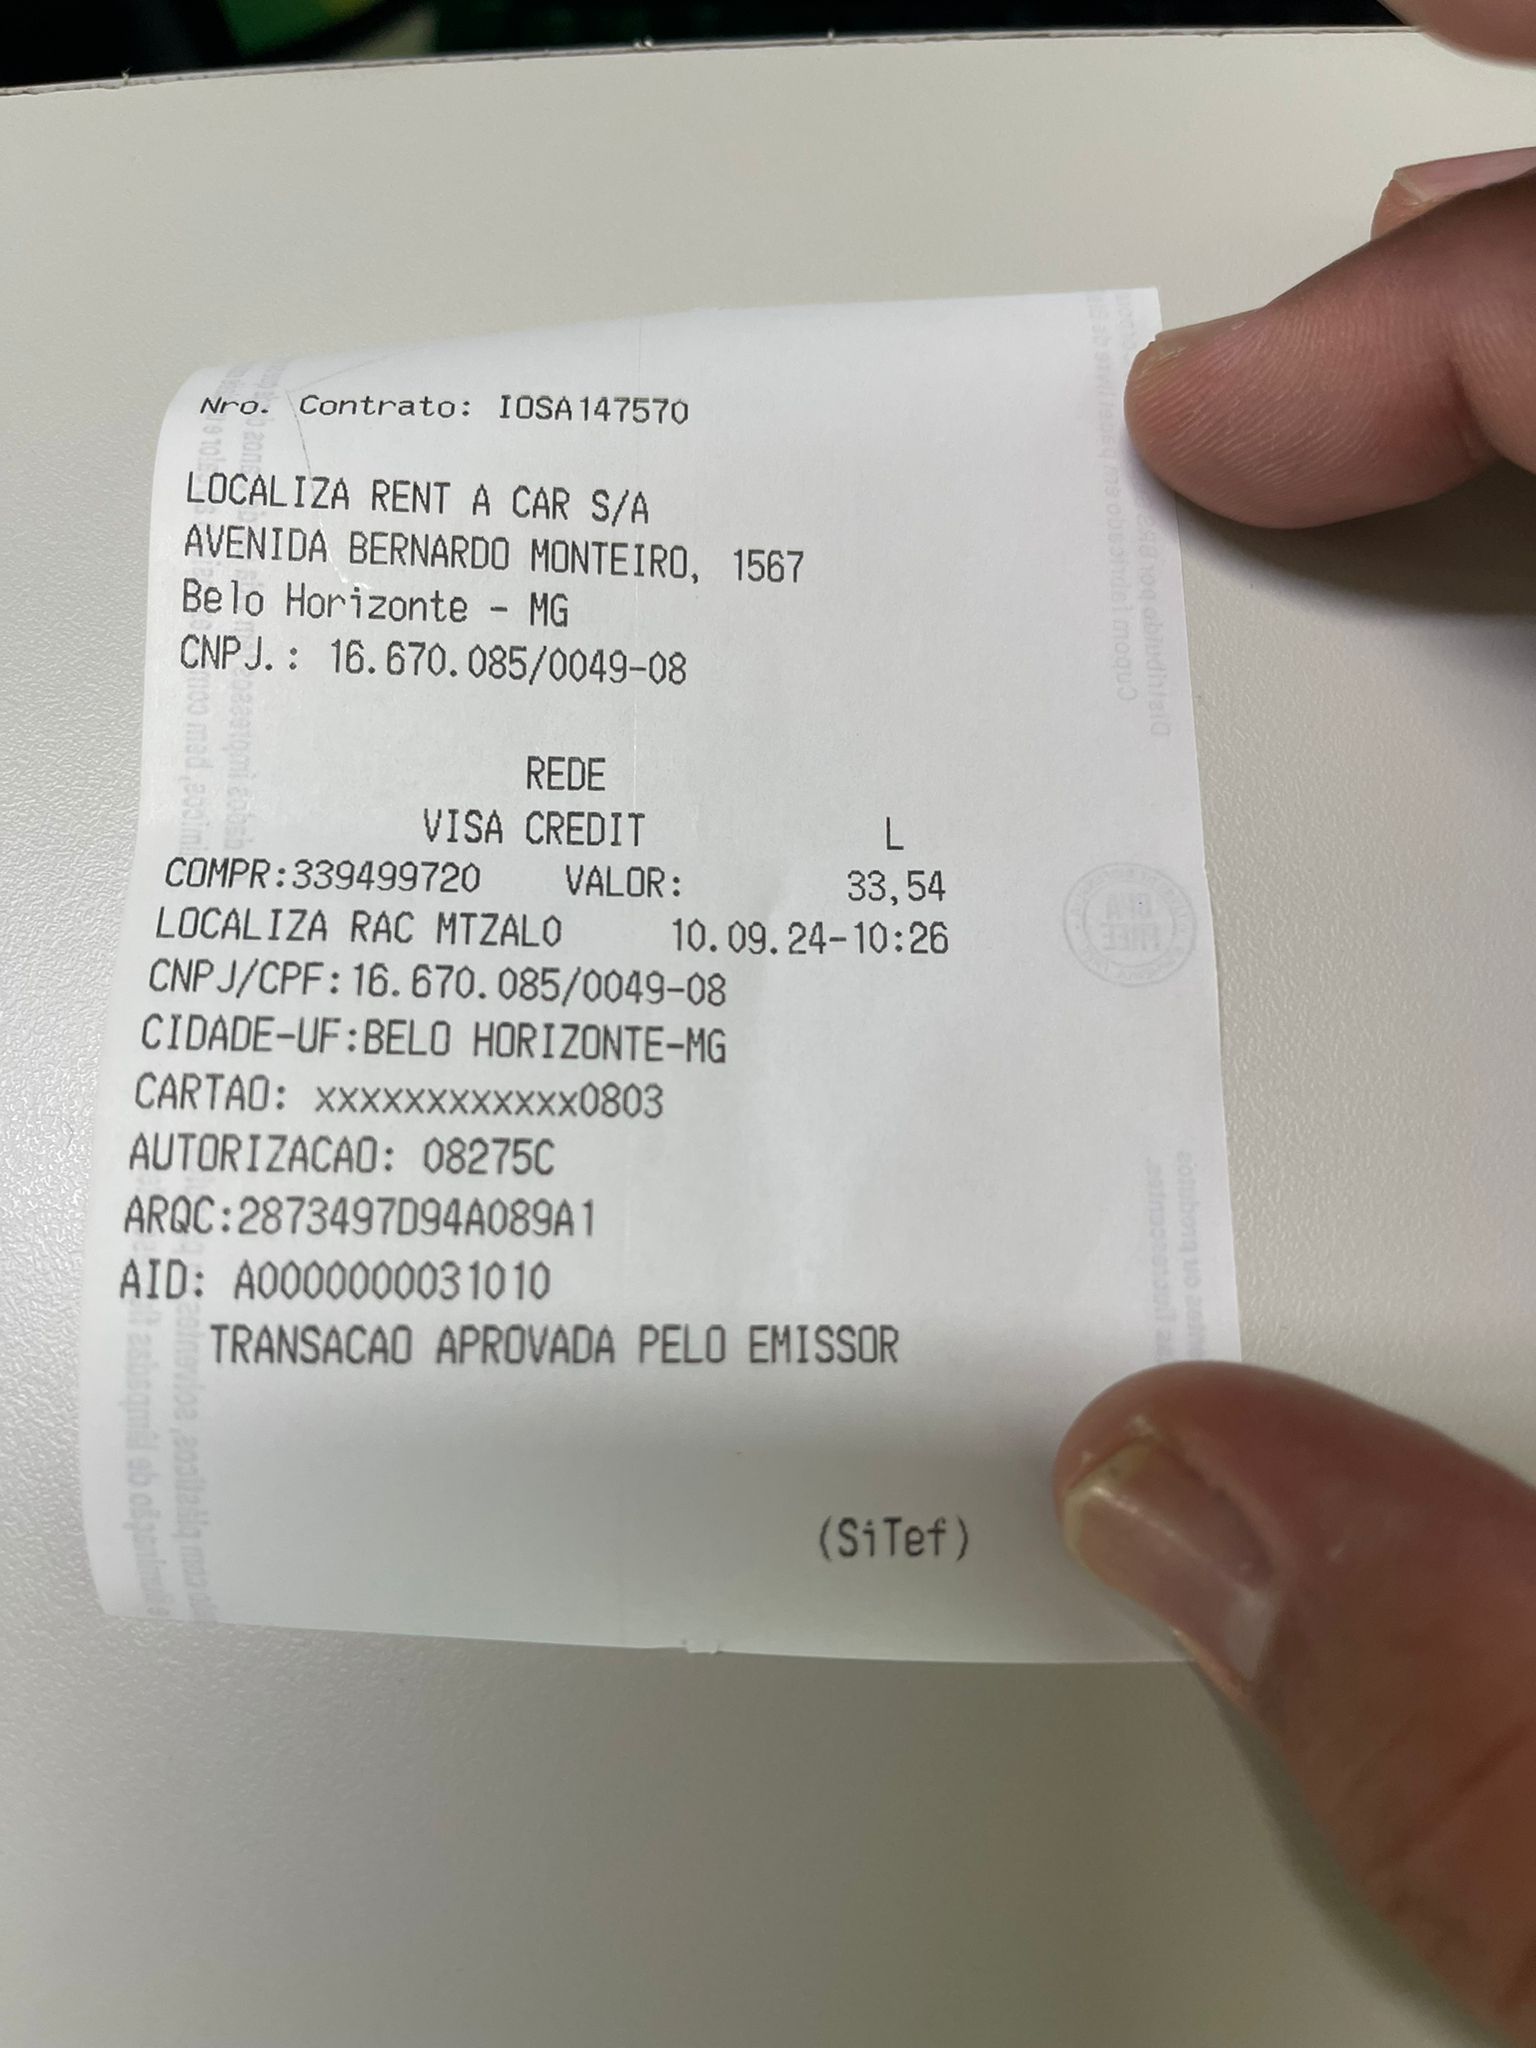 Nro. Contrato: IOSA147570
LOCALIZA RENT A CAR S/A
AVENIDA BERNARDO MONTEIRO, 1567
Belo Horizonte - MG
CNPJ.: 16.670.085/0049-08
REDE
VISA CREDIT L
COMPR:339499720 VALOR: 33,54
LOCALIZA RAC MTZALO 10.09.24-10:26
CNPJ/CPF:16.670.085/0049-08
CIDADE-UF:BELO HORIZONTE-MG
CARTAO: xxxxxxxxxxxx0803
AUTORIZACAO: 08275C
ARQC:2873497D94A089A1
AID: A0000000031010
TRANSACAO APROVADA PELO EMISSOR
(SiTef)